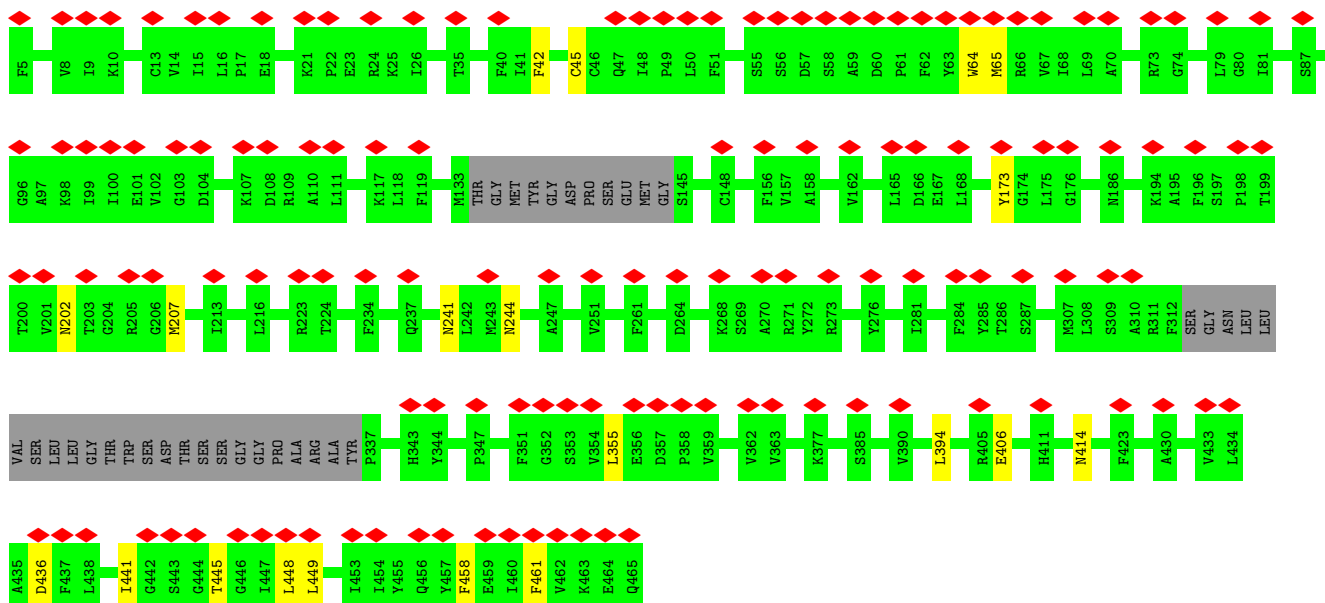 F5 V8 I9 K10 C13 V14 I15 L16 P17 E18 K21 P22 E23 R24 K25 I26 T35 F40 I41 F42 C45 C46 Q47 I48 P49 L50 F51 S55 S56 D57 S58 A59 D60 P61 F62 Y63 W64 M65 R66 V67 I68 L69 A70 R73 G74 L79 G80 I81 S87
G96 A97 K98 I99 I100 E101 V102 G103 D104 K107 D108 R109 A110 L111 K117 L118 F119 M133 THR GLY MET TYR GLY ASP PRO SER GLU MET GLY S145 C148 F156 V157 A158 V162 L165 D166 E167 L168 Y173 G174 L175 G176 N186 K194 A195 F196 S197 P198 T199
T200 V201 N202 T203 G204 R205 G206 M207 I213 L216 R223 T224 F234 Q237 N241 L242 M243 N244 A247 V251 F261 D264 K268 S269 A270 R271 Y272 R273 Y276 I281 F284 Y285 T286 S287 M307 L308 S309 A310 R311 F312 SER GLY ASN LEU LEU
VAL SER LEU LEU GLY THR TRP SER ASP THR SER SER GLY GLY PRO ALA ARG ALA TYR P337 H343 Y344 P347 F351 G352 S353 V354 L355 E356 D357 P358 V359 V362 V363 K377 S385 V390 L394 R405 E406 H411 N414 F423 A430 V433 L434
A435 D436 F437 L438 I441 G442 S443 G444 T445 G446 I447 L448 L449 I453 I454 Y455 Q456 Y457 F458 E459 I460 F461 V462 K463 E464 Q465